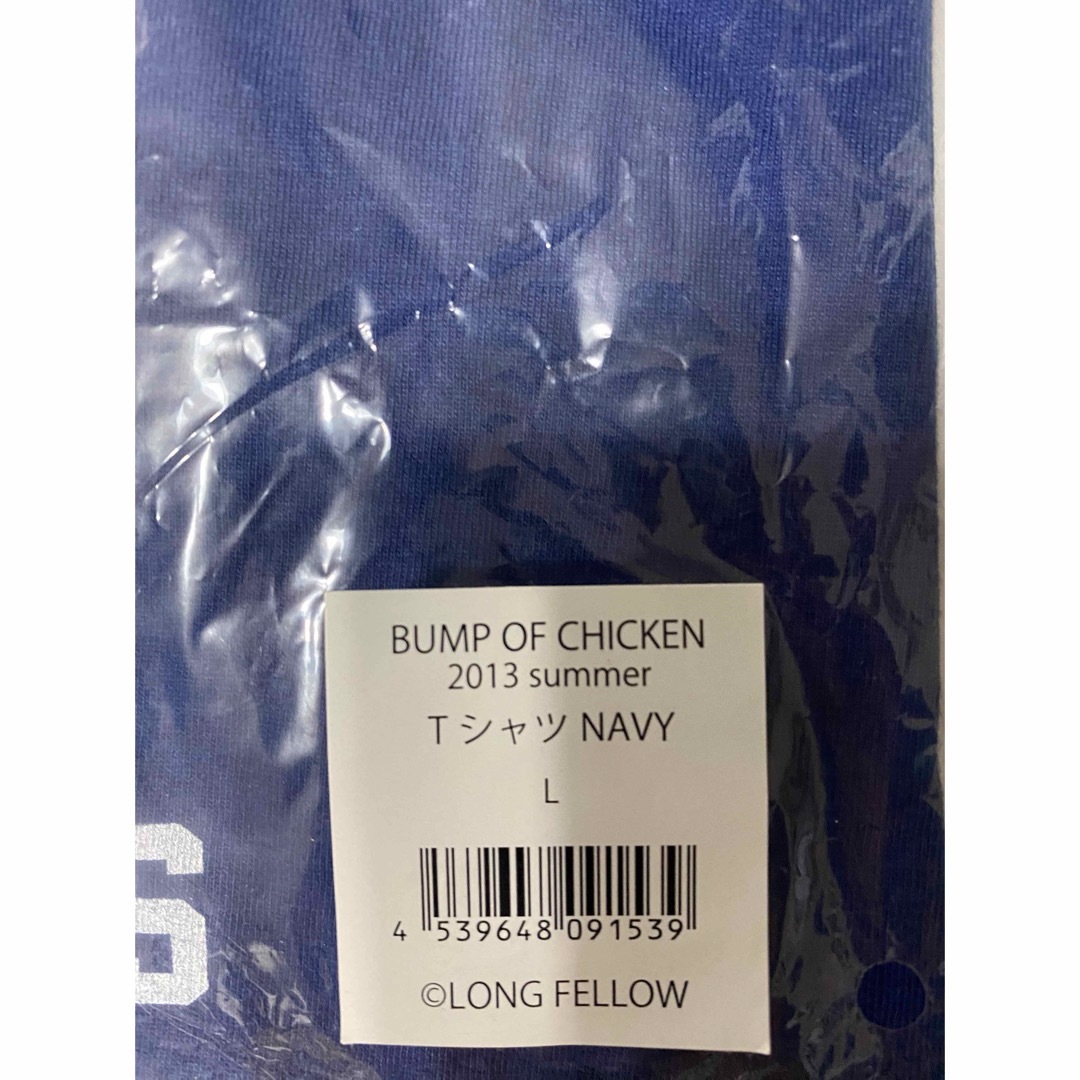 BUMP OF CHICKEN
2013 summer
Tシャツ NAVY
L
4 539648 091539
©LONG FELLOW
S